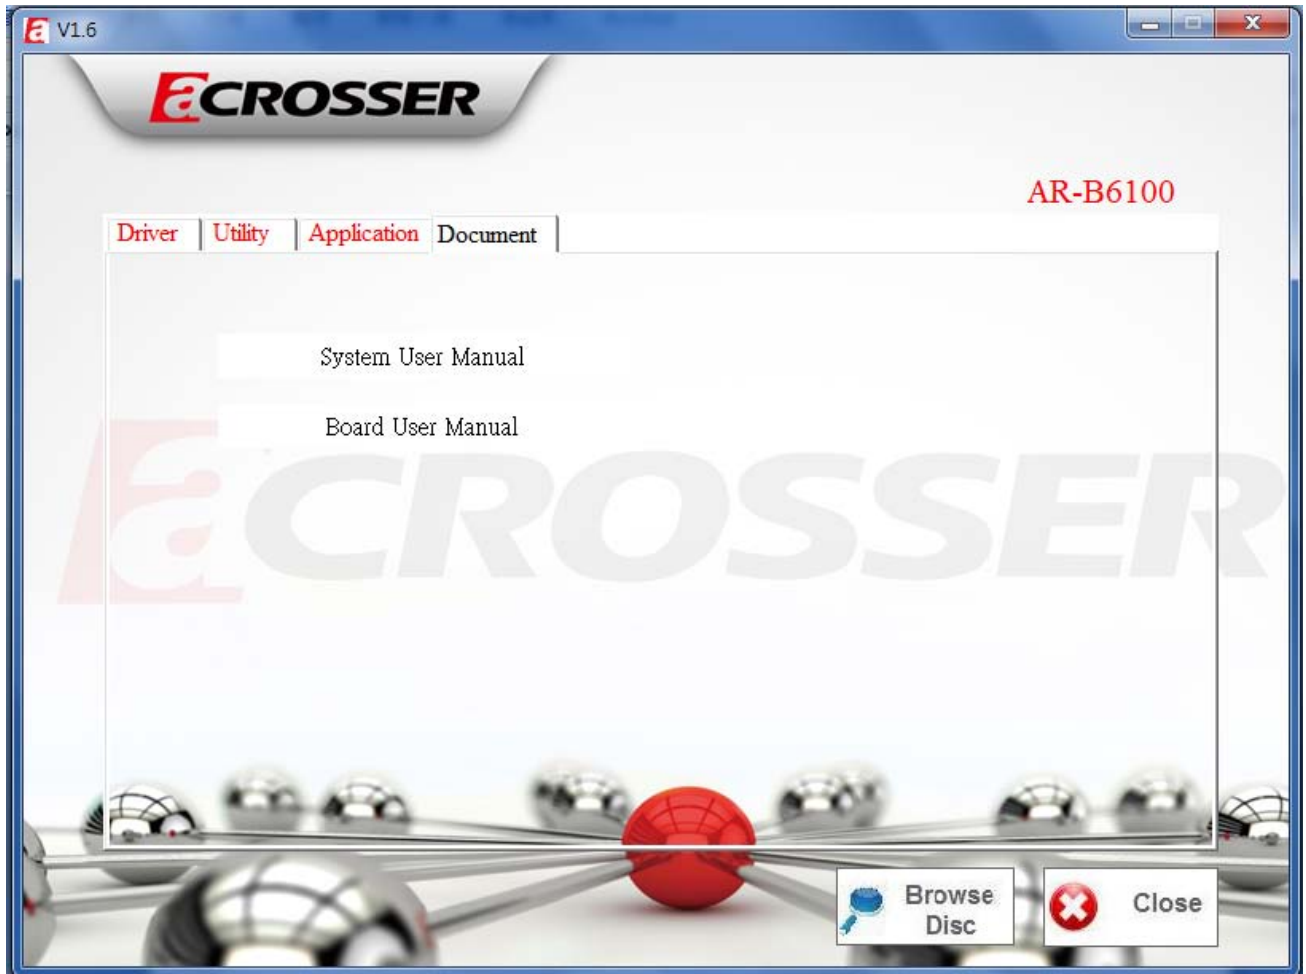 V1.6
aCROSSER
AR-B6100
Driver Utility Application Document
System User Manual
Board User Manual
aCROSSER
Browse
Disc
Close